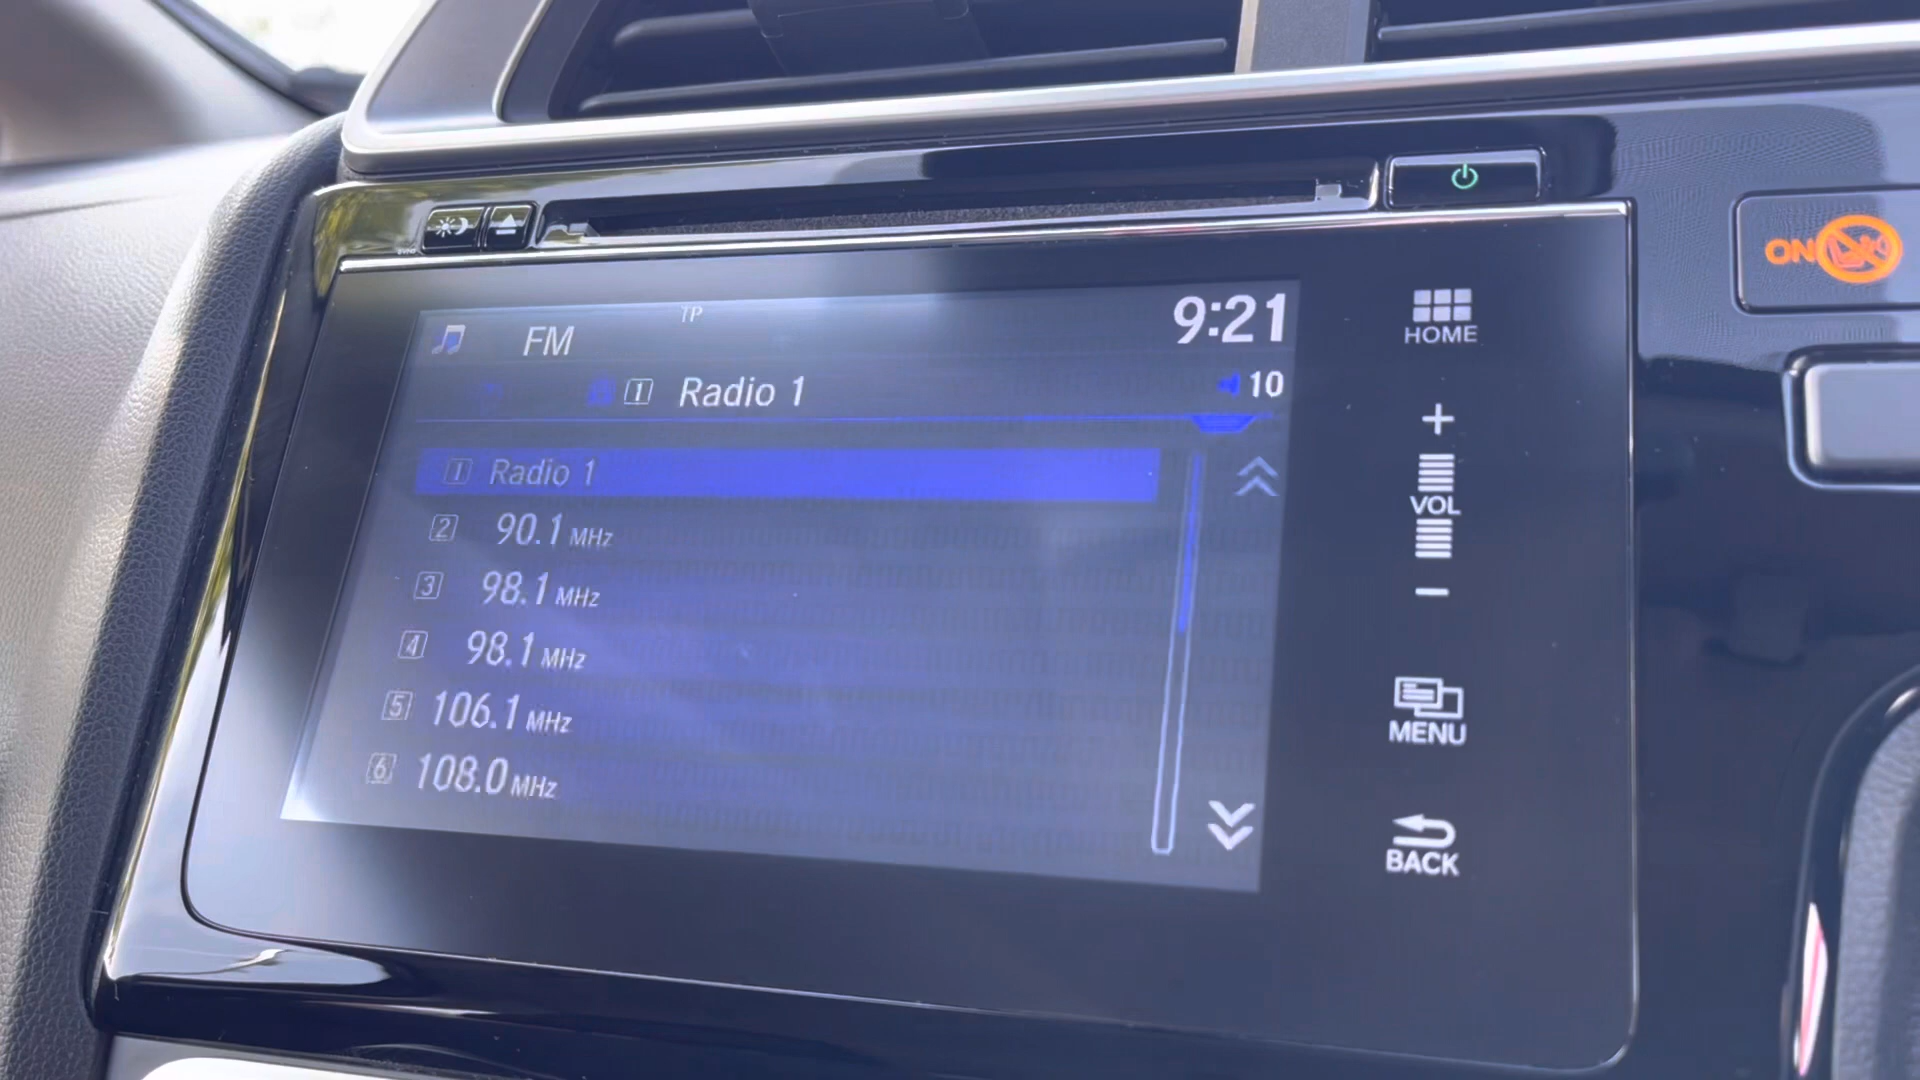 TP
FM
9:21
1 Radio 1
10
1 Radio 1
2 90.1 MHz
3 98.1 MHz
4 98.1 MHz
5 106.1 MHz
6 108.0 MHz
HOME
+
VOL
−
MENU
BACK
ON